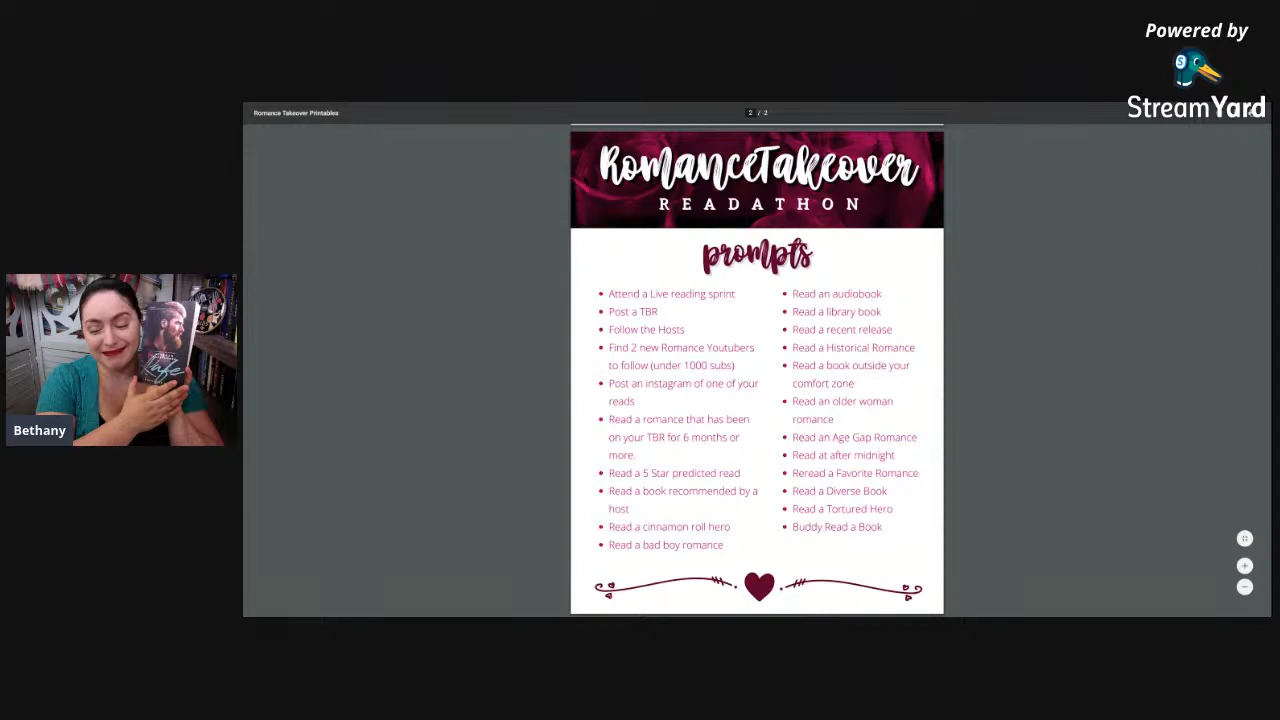 Powered by
StreamYard
Romance Takeover Printables
2 / 2
RomanceTakeover
READATHON
prompts
Attend a Live reading sprint
Post a TBR
Follow the Hosts
Find 2 new Romance Youtubers
to follow (under 1000 subs)
Post an instagram of one of your
reads
Read a romance that has been
on your TBR for 6 months or
more.
Read a 5 Star predicted read
Read a book recommended by a
host
Read a cinnamon roll hero
Read a bad boy romance
Read an audiobook
Read a library book
Read a recent release
Read a Historical Romance
Read a book outside your
comfort zone
Read an older woman
romance
Read an Age Gap Romance
Read at after midnight
Reread a Favorite Romance
Read a Diverse Book
Read a Tortured Hero
Buddy Read a Book
Life
Bethany